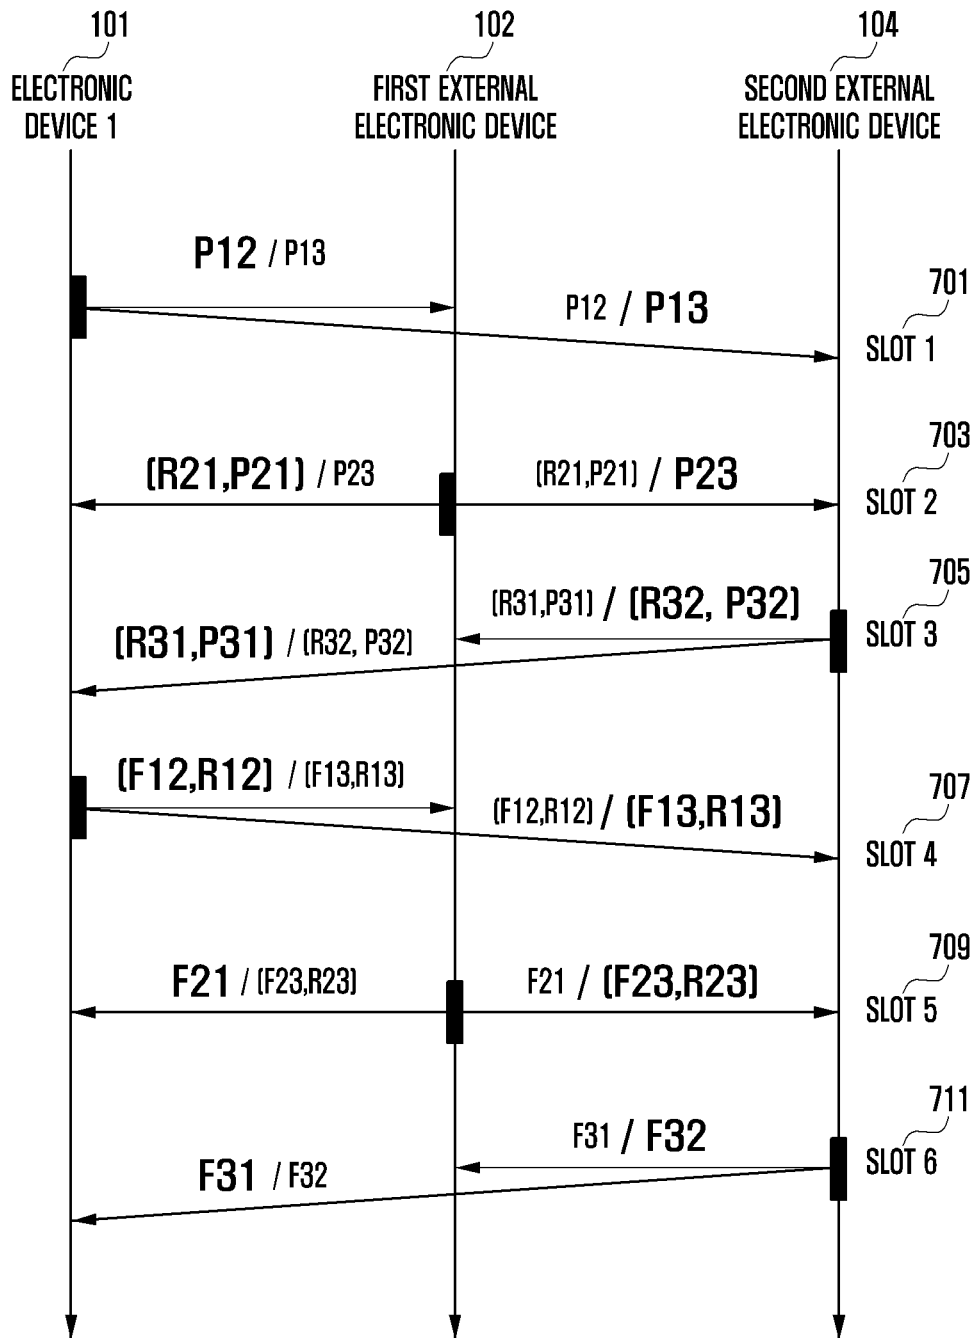 101
102
104
ELECTRONIC
DEVICE 1
FIRST EXTERNAL
ELECTRONIC DEVICE
SECOND EXTERNAL
ELECTRONIC DEVICE
P12 / P13
P12 / P13
701
SLOT 1
(R21,P21) / P23
(R21,P21) / P23
703
SLOT 2
(R31,P31) / (R32, P32)
705
SLOT 3
(R31,P31) / (R32, P32)
(F12,R12) / (F13,R13)
(F12,R12) / (F13,R13)
707
SLOT 4
F21 / (F23,R23)
F21 / (F23,R23)
709
SLOT 5
F31 / F32
711
SLOT 6
F31 / F32